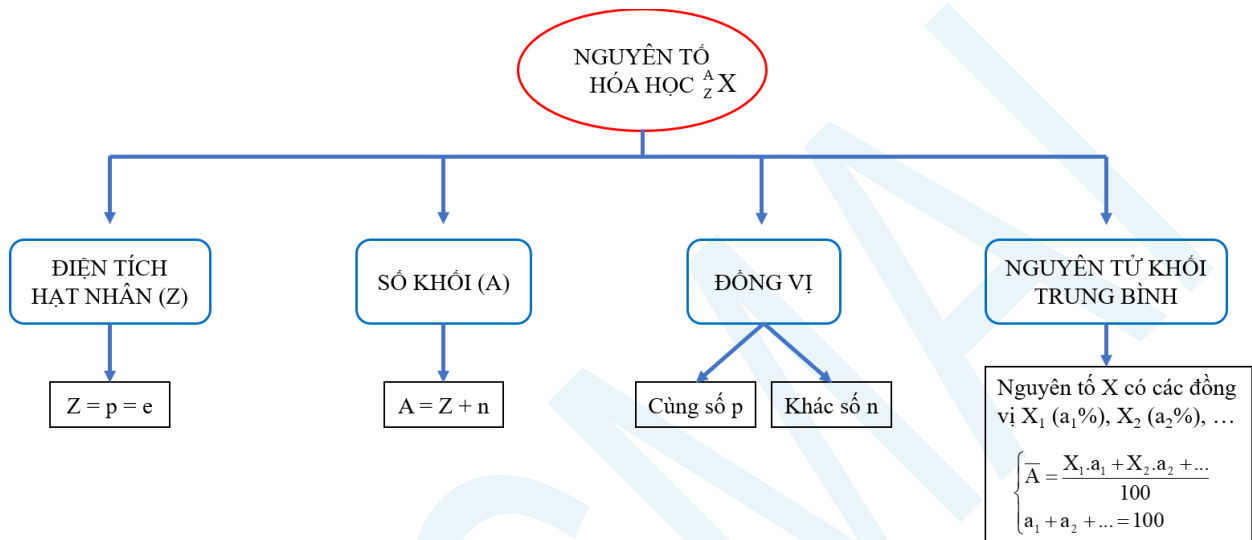 NGUYÊN TỐ
HÓA HỌC ᴬ_Z X
ĐIỆN TÍCH
HẠT NHÂN (Z)
SỐ KHỐI (A)
ĐỒNG VỊ
NGUYÊN TỬ KHỐI
TRUNG BÌNH
Z = p = e
A = Z + n
Cùng số p
Khác số n
Nguyên tố X có các đồng
vị X₁ (a₁%), X₂ (a₂%), …
A̅ = (X₁.a₁ + X₂.a₂ + ...)/100
a₁ + a₂ + ... = 100